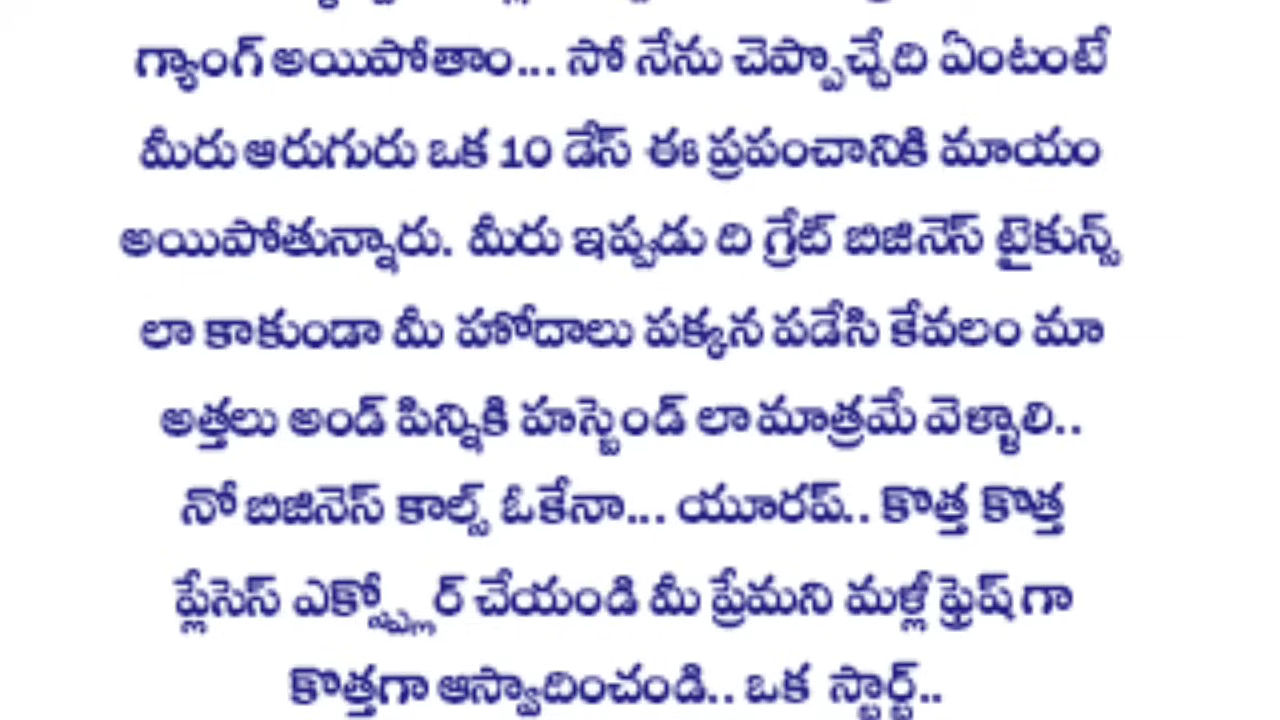 గ్యాంగ్ అయిపోతాం... సో నేను చెప్పొచ్చేది ఏంటంటే
మీరు ఆరుగురు ఒక 10 డేస్ ఈ ప్రపంచానికి మాయం
అయిపోతున్నారు. మీరు ఇప్పడు ది గ్రేట్ బిజినెస్ టైకున్స్
లా కాకుండా మీ హోదాలు పక్కన పడేసి కేవలం మా
అత్తలు అండ్ పిన్నికి హస్బెండ్ లా మాత్రమే వెళ్ళాలి..
నో బిజినెస్ కాల్స్ ఓకేనా... యూరప్.. కొత్త కొత్త
ప్లేసెస్ ఎక్స్ప్లోర్ చేయండి మీ ప్రేమని మళ్లీ ఫ్రెష్ గా
కొత్తగా ఆస్వాదించండి.. ఒక స్టార్ట్..